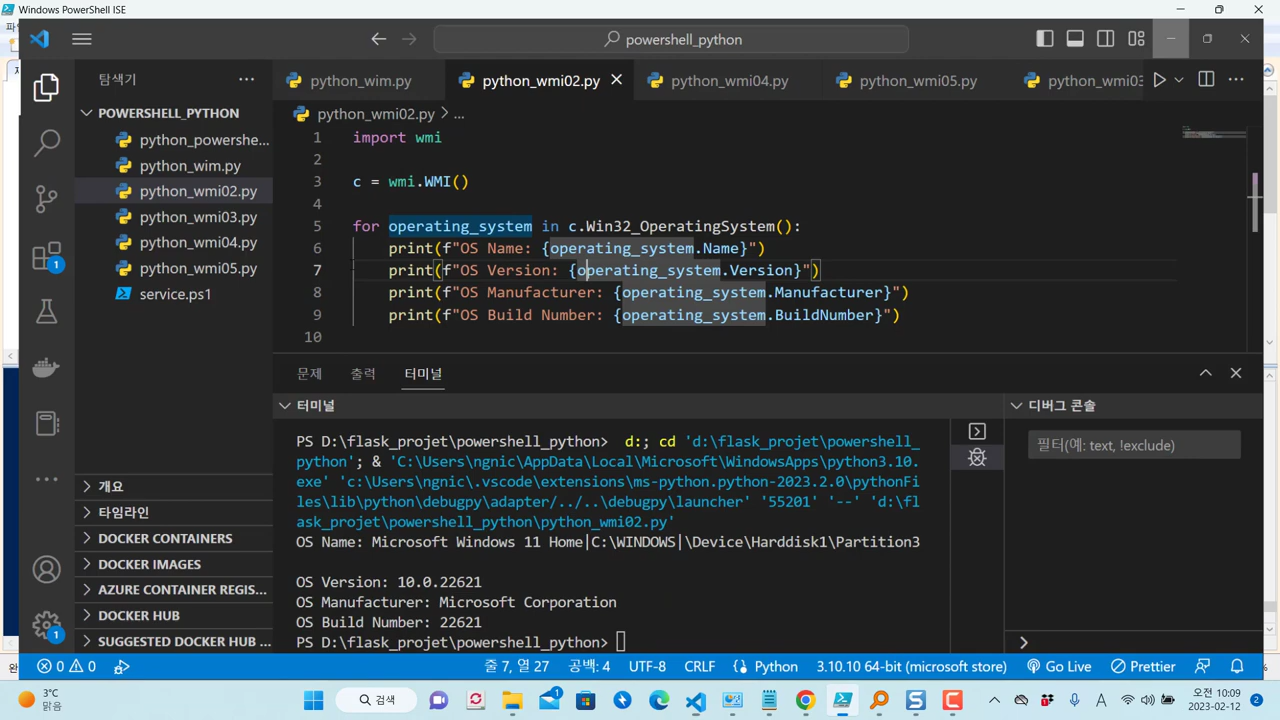 Windows PowerShell ISE
powershell_python
탐색기
python_wim.py
python_wmi02.py
python_wmi04.py
python_wmi05.py
python_wmi03
POWERSHELL_PYTHON
python_wmi02.py > ...
python_powershe...
python_wim.py
python_wmi02.py
python_wmi03.py
python_wmi04.py
python_wmi05.py
service.ps1
1 import wmi
2
3 c = wmi.WMI()
4
5 for operating_system in c.Win32_OperatingSystem():
6 print(f"OS Name: {operating_system.Name}")
7 print(f"OS Version: {operating_system.Version}")
8 print(f"OS Manufacturer: {operating_system.Manufacturer}")
9 print(f"OS Build Number: {operating_system.BuildNumber}")
10
문제 출력 터미널
터미널
디버그 콘솔
필터(예: text, !exclude)
PS D:\flask_projet\powershell_python> d:; cd 'd:\flask_projet\powershell_
python'; & 'C:\Users\ngnic\AppData\Local\Microsoft\WindowsApps\python3.10.
exe' 'c:\Users\ngnic\.vscode\extensions\ms-python.python-2023.2.0\pythonFi
les\lib\python\debugpy\adapter/../..\debugpy\launcher' '55201' '--' 'd:\fl
ask_projet\powershell_python\python_wmi02.py'
OS Name: Microsoft Windows 11 Home|C:\WINDOWS|\Device\Harddisk1\Partition3
OS Version: 10.0.22621
OS Manufacturer: Microsoft Corporation
OS Build Number: 22621
PS D:\flask_projet\powershell_python>
개요
타임라인
DOCKER CONTAINERS
DOCKER IMAGES
AZURE CONTAINER REGIS...
DOCKER HUB
SUGGESTED DOCKER HUB ...
1
1
0 0
줄 7, 열 27
공백: 4
UTF-8
CRLF
Python
3.10.10 64-bit (microsoft store)
Go Live
Prettier
3°C
맑음
검색
1
A
오전 10:09
2023-02-12
2